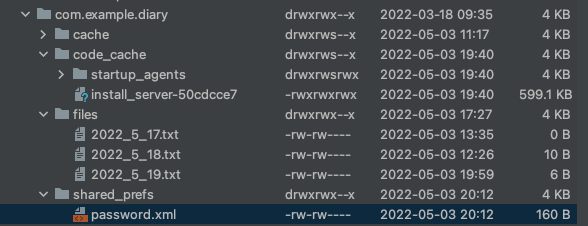 com.example.diary drwxrwx--x 2022-03-18 09:35 4 KB
cache drwxrws--x 2022-05-03 11:17 4 KB
code_cache drwxrws--x 2022-05-03 19:40 4 KB
startup_agents drwxrwsrwx 2022-05-03 19:40 4 KB
install_server-50cdcce7 -rwxrwxrwx 2022-05-03 19:40 599.1 KB
files drwxrwx--x 2022-05-03 17:27 4 KB
2022_5_17.txt -rw-rw---- 2022-05-03 13:35 0 B
2022_5_18.txt -rw-rw---- 2022-05-03 12:26 10 B
2022_5_19.txt -rw-rw---- 2022-05-03 19:59 6 B
shared_prefs drwxrwx--x 2022-05-03 20:12 4 KB
password.xml -rw-rw---- 2022-05-03 20:12 160 B